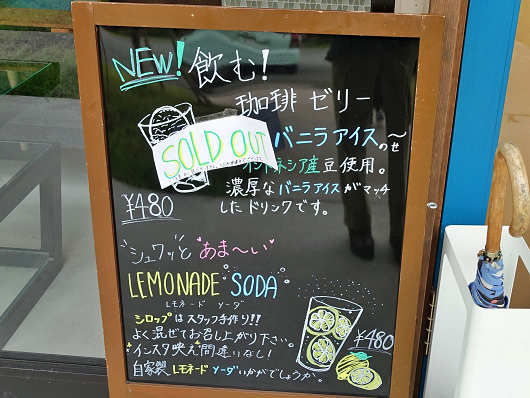 NEW! 飲む!
珈琲 ゼリー
SOLD OUT
バニラアイスの〜せ
インドネシア産豆使用。
濃厚なバニラアイスがマッチ
したドリンクです。
¥480
シュワッと あま〜い
LEMONADE SODA
レモネード ソーダ
シロップはスタッフ手作り!!
よく混ぜてお召し上がり下さい。
インスタ映え間違いなし!
自家製 レモネード ソーダいかがでしょうか。
¥480